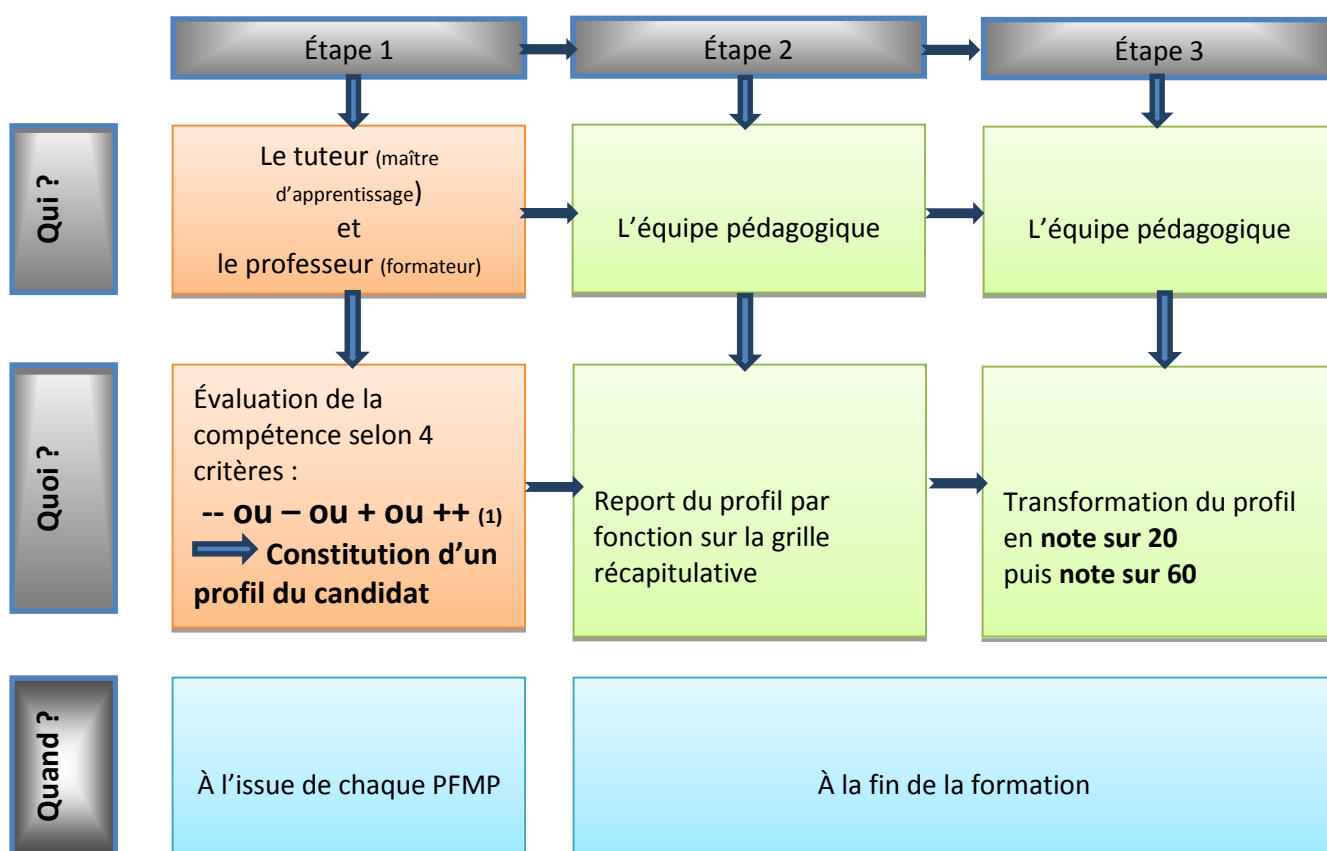 Étape 1
Étape 2
Étape 3
Qui ?
Le tuteur (maître
d’apprentissage)
et
le professeur (formateur)
L’équipe pédagogique
L’équipe pédagogique
Quoi ?
Évaluation de la
compétence selon 4
critères :
-- ou – ou + ou ++ (1)
Constitution d’un
profil du candidat
Report du profil par
fonction sur la grille
récapitulative
Transformation du profil
en note sur 20
puis note sur 60
Quand ?
À l’issue de chaque PFMP
À la fin de la formation